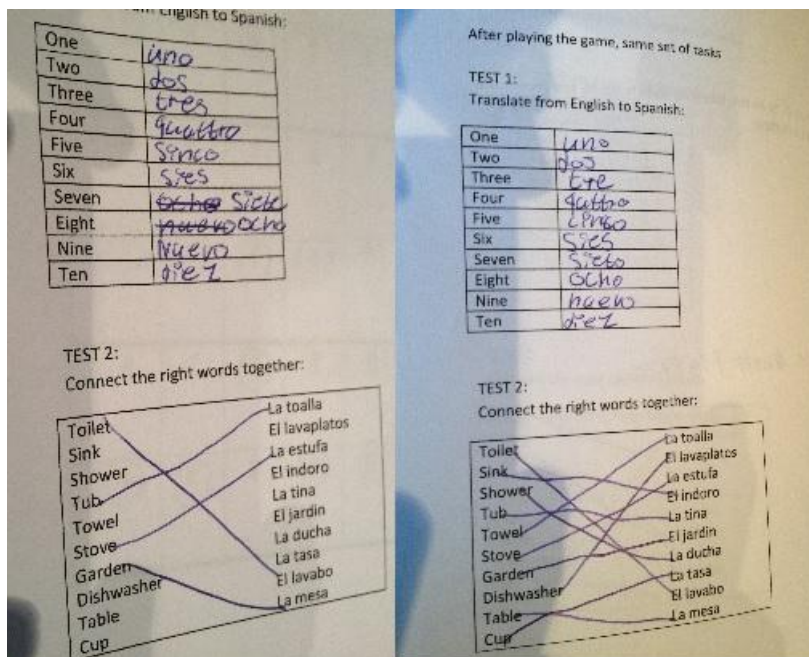 from English to Spanish:
One uno
Two dos
Three tres
Four quattro
Five Sinco
Six Sies
Seven ocho Siete
Eight nuevo ocho
Nine Nuevo
Ten diez
TEST 2:
Connect the right words together:
Toilet La toalla
Sink El lavaplatos
Shower La estufa
Tub El indoro
Towel La tina
Stove El jardin
Garden La ducha
Dishwasher La tasa
Table El lavabo
Cup La mesa
After playing the game, same set of tasks
TEST 1:
Translate from English to Spanish:
One uno
Two dos
Three tre
Four quttro
Five
Six Sies
Seven Sieto
Eight ocho
Nine
Ten diez
TEST 2:
Connect the right words together:
Toilet La toalla
Sink El lavaplatos
Shower La estufa
Tub El indoro
Towel La tina
Stove El jardin
Garden La ducha
Dishwasher La tasa
Table El lavabo
Cup La mesa